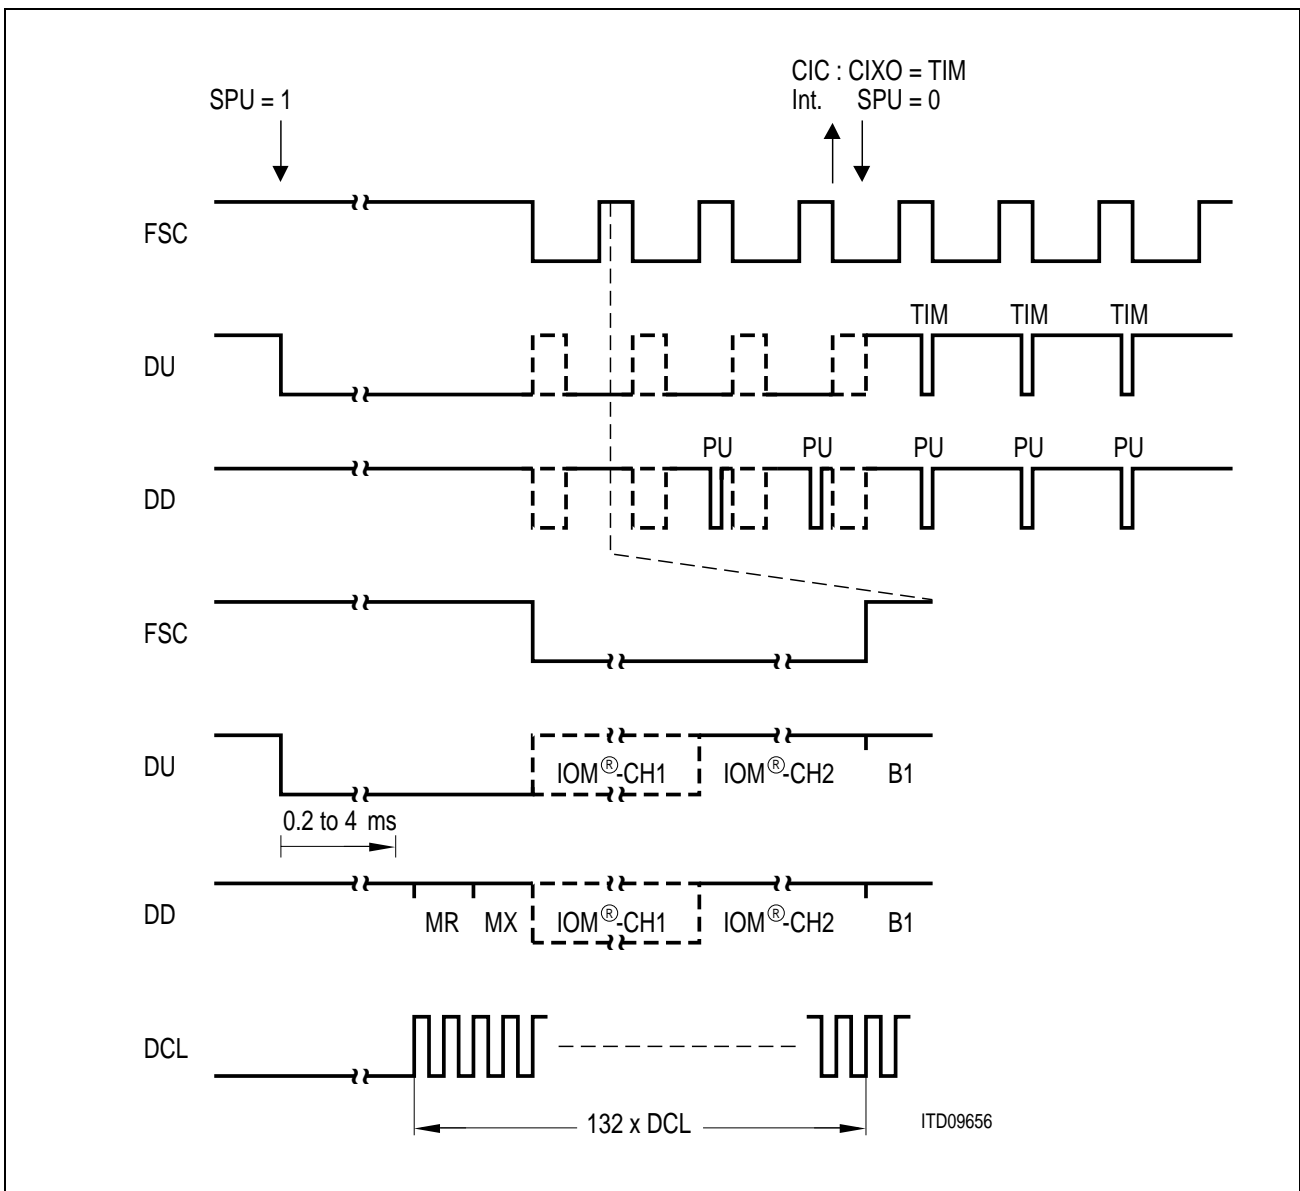 CIC : CIXO = TIM
SPU = 1
Int. SPU = 0
FSC
TIM TIM TIM
DU
PU PU PU PU PU
DD
FSC
DU
IOM®-CH1 IOM®-CH2 B1
0.2 to 4 ms
DD
MR MX IOM®-CH1 IOM®-CH2 B1
DCL
132 x DCL
ITD09656